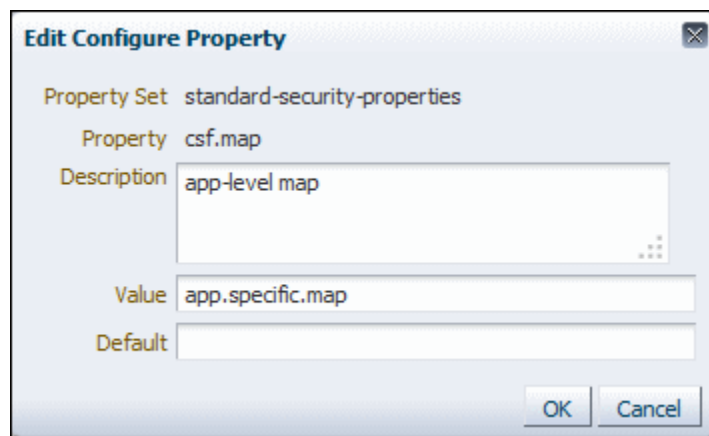 Edit Configure Property
Property Set standard-security-properties
Property csf.map
Description app-level map
Value app.specific.map
Default
OK Cancel